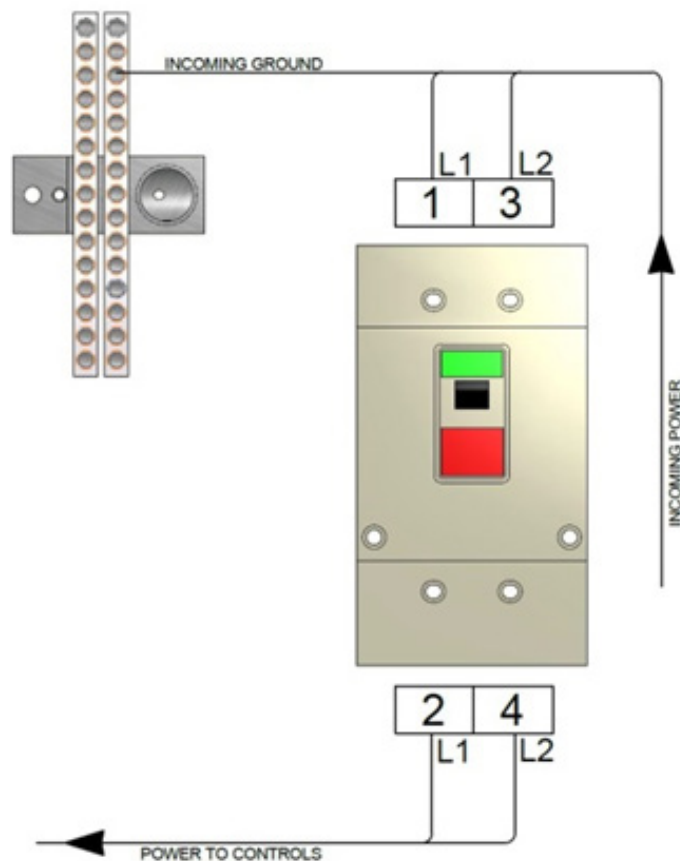 INCOMING GROUND
L1 L2
1 3
INCOMING POWER
2 4
L1 L2
POWER TO CONTROLS